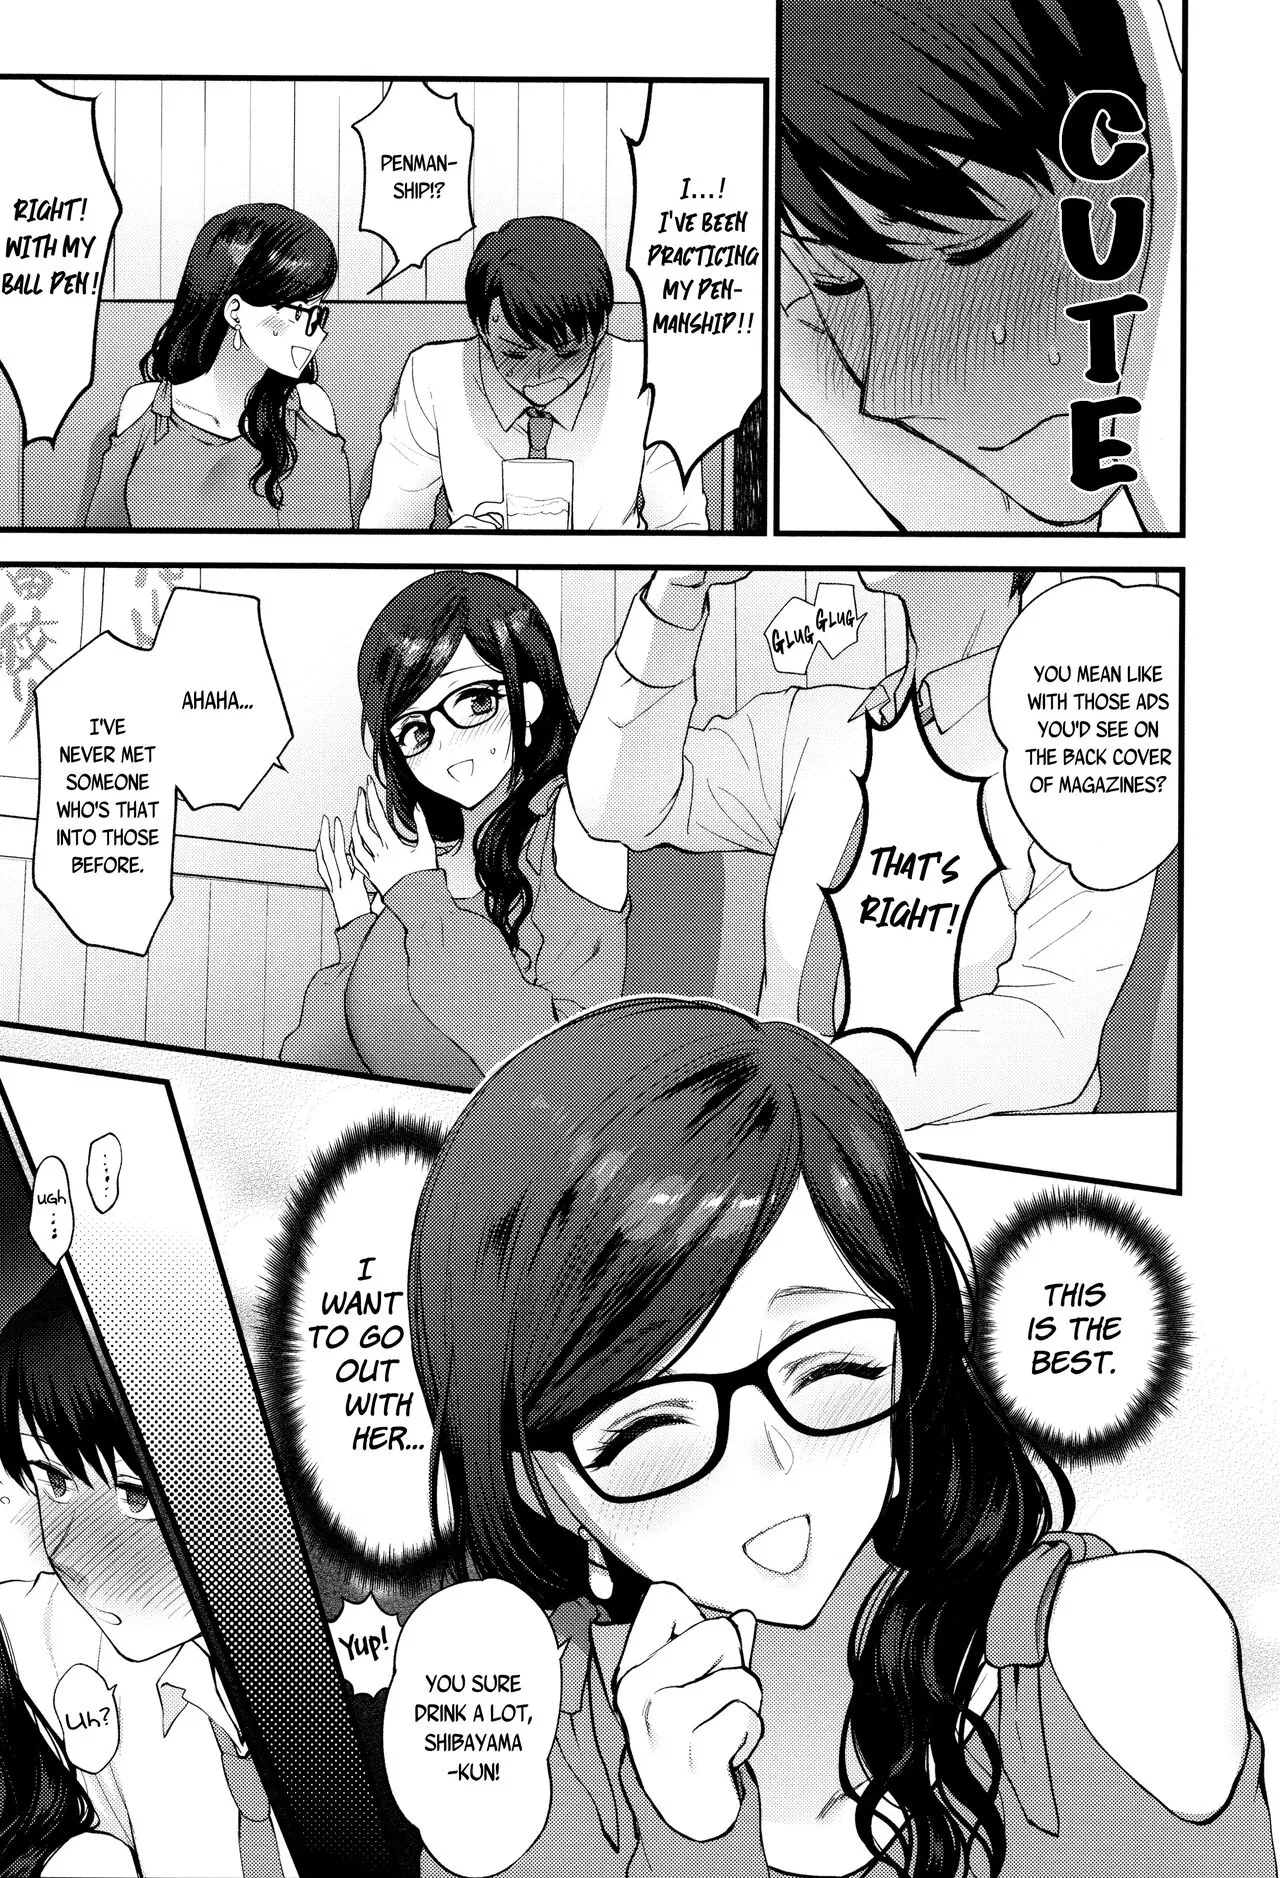 CUTE
I...!
I'VE BEEN
PRACTICING
MY PEN-
MANSHIP!!
PENMAN-
SHIP!?
RIGHT!
WITH MY
BALL PEN!
YOU MEAN LIKE
WITH THOSE ADS
YOU'D SEE ON
THE BACK COVER
OF MAGAZINES?
THAT'S
RIGHT!
GLUG GLUG
AHAHA...
I'VE
NEVER MET
SOMEONE
WHO'S THAT
INTO THOSE
BEFORE.
THIS
IS THE
BEST.
I
WANT
TO GO
OUT
WITH
HER...
YOU SURE
DRINK A LOT,
SHIBAYAMA
-KUN!
YUP!
......
UGH
....
UH?